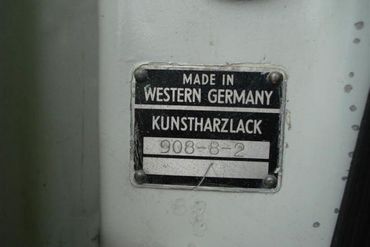 MADE IN
WESTERN GERMANY
KUNSTHARZLACK
908-8-2